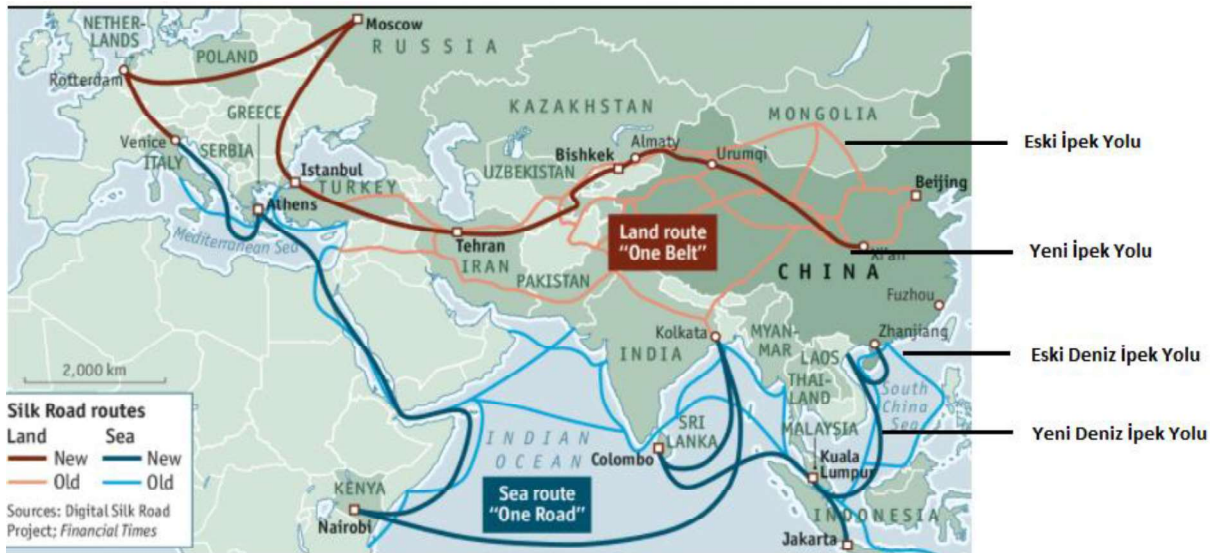 NETHER-
LANDS
Moscow
RUSSIA
POLAND
Rotterdam
KAZAKHSTAN
MONGOLIA
GREECE
Eski İpek Yolu
Venice
ITALY
SERBIA
Almaty
Urumqi
Bishkek
UZBEKISTAN
Istanbul
TURKEY
Beijing
Athens
Mediterranean Sea
Land route
"One Belt"
Tehran
IRAN
Xi'an
Yeni İpek Yolu
CHINA
PAKISTAN
Fuzhou
Kolkata
MYAN-
MAR
Zhanjiang
INDIA
LAOS
Eski Deniz İpek Yolu
2,000 km
THAI-
LAND
South
China
Sea
Silk Road routes
Land Sea
New New
Old Old
SRI
LANKA
MALAYSIA
Yeni Deniz İpek Yolu
INDIAN
OCEAN
Colombo
Kuala
Lumpur
KENYA
Sea route
"One Road"
Sources: Digital Silk Road
Project; Financial Times
Nairobi
INDONESIA
Jakarta